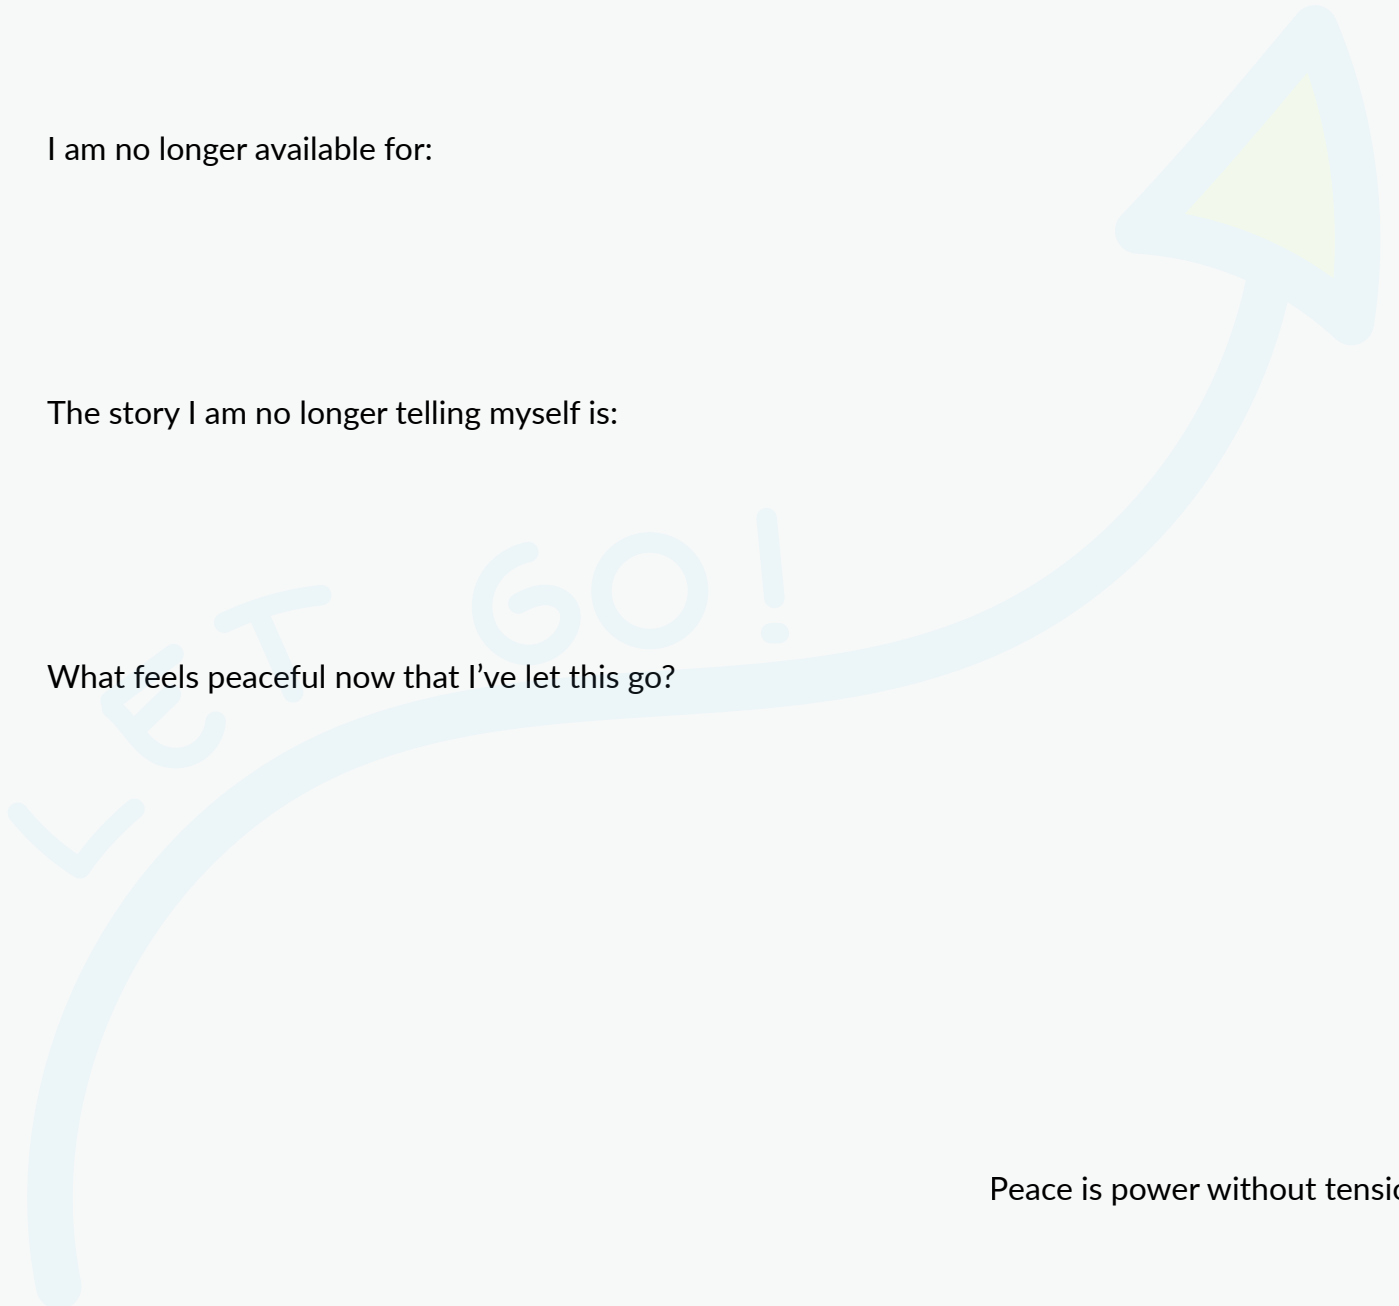 I am no longer available for:
The story I am no longer telling myself is:
LET GO!
What feels peaceful now that I’ve let this go?
Peace is power without